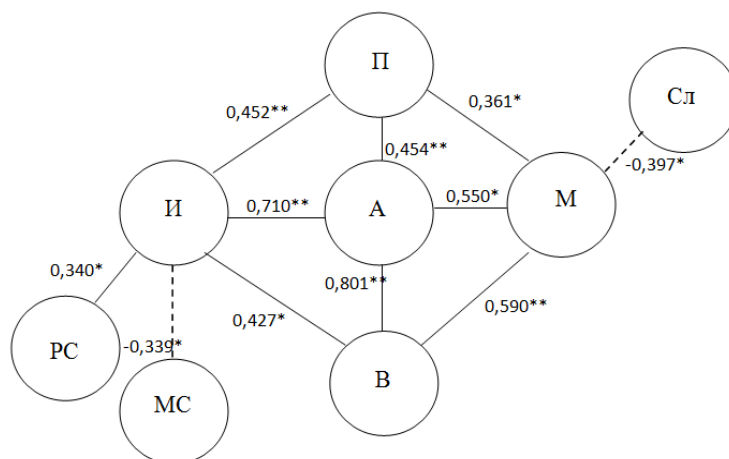 П
Сл
0,452**
0,361*
0,454**
-0,397*
И
0,710**
А
0,550*
М
0,340*
0,801**
-0,339*
0,427*
0,590**
РС
В
МС